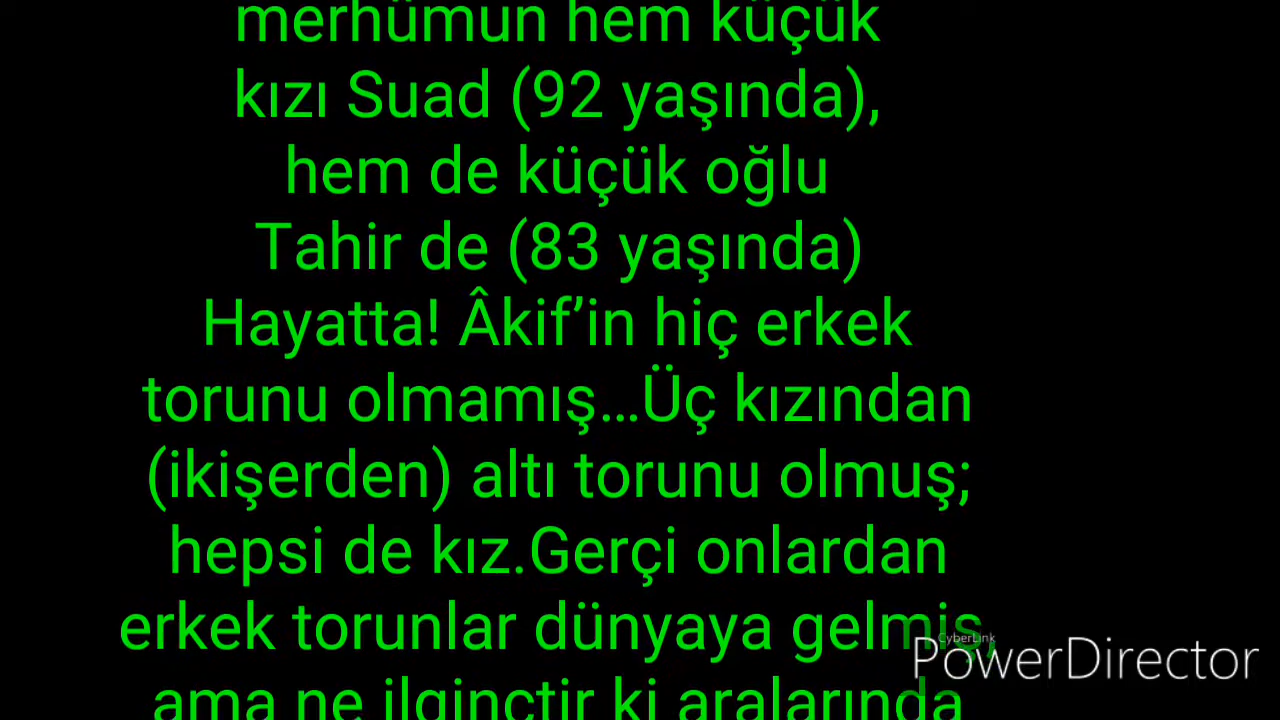 merhümun hem küçük
kızı Suad (92 yaşında),
hem de küçük oğlu
Tahir de (83 yaşında)
Hayatta! Âkif’in hiç erkek
torunu olmamış...Üç kızından
(ikişerden) altı torunu olmuş;
hepsi de kız.Gerçi onlardan
erkek torunlar dünyaya gelmiş,
ama ne ilginçtir ki aralarında
CyberLink
PowerDirector